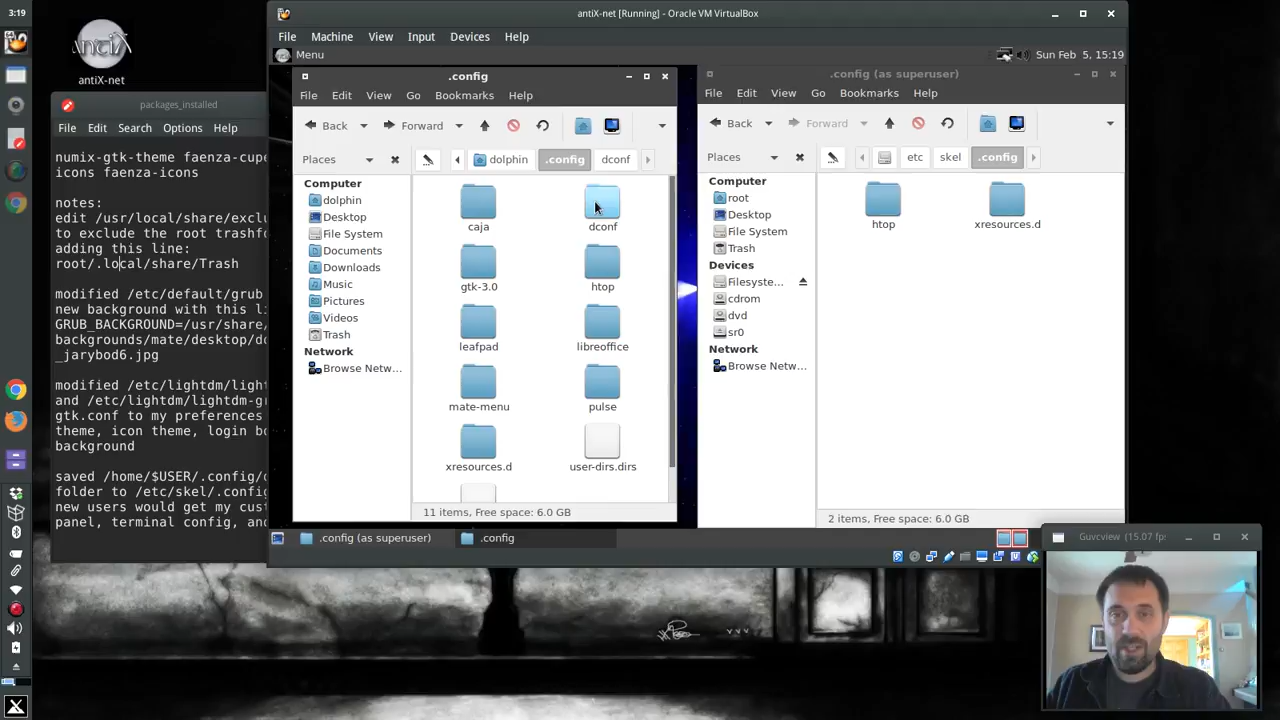 3:19
antiX
antiX-net
packages_installed
File Edit Search Options Help
numix-gtk-theme faenza-cupe
icons faenza-icons
notes:
edit /usr/local/share/exclu
to exclude the root trashfo
adding this line:
root/.local/share/Trash
modified /etc/default/grub
new background with this li
GRUB_BACKGROUND=/usr/share/
backgrounds/mate/desktop/do
_jarybod6.jpg
modified /etc/lightdm/light
and /etc/lightdm/lightdm-g
gtk.conf to my preferences
theme, icon theme, login bo
background
saved /home/$USER/.config/
folder to /etc/skel/.config
new users would get my cust
panel, terminal config, and
antiX-net [Running] - Oracle VM VirtualBox
File Machine View Input Devices Help
Menu
Sun Feb 5, 15:19
.config
File Edit View Go Bookmarks Help
Back Forward
Places
dolphin .config dconf
Computer
dolphin
Desktop
File System
Documents
Downloads
Music
Pictures
Videos
Trash
Network
Browse Netw...
caja dconf
gtk-3.0 htop
leafpad libreoffice
mate-menu pulse
xresources.d user-dirs.dirs
11 items, Free space: 6.0 GB
.config (as superuser)
File Edit View Go Bookmarks Help
Back Forward
Places
etc skel .config
Computer
root
Desktop
File System
Trash
Devices
Filesyste...
cdrom
dvd
sr0
Network
Browse Netw...
htop xresources.d
2 items, Free space: 6.0 GB
.config (as superuser) .config
Guvcview (15.07 fps